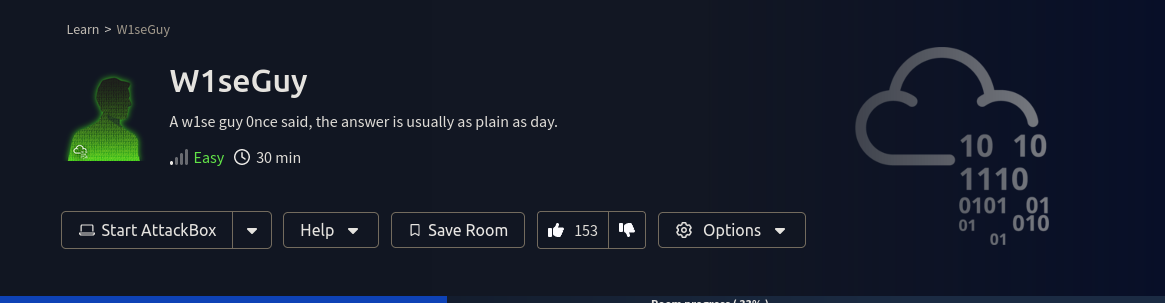 Learn > W1seGuy
W1seGuy
A w1se guy 0nce said, the answer is usually as plain as day.
Easy 30 min
Start AttackBox Help Save Room 153 Options
10 10
1110
0101 01
01 010
01
Room progress ( 33% )